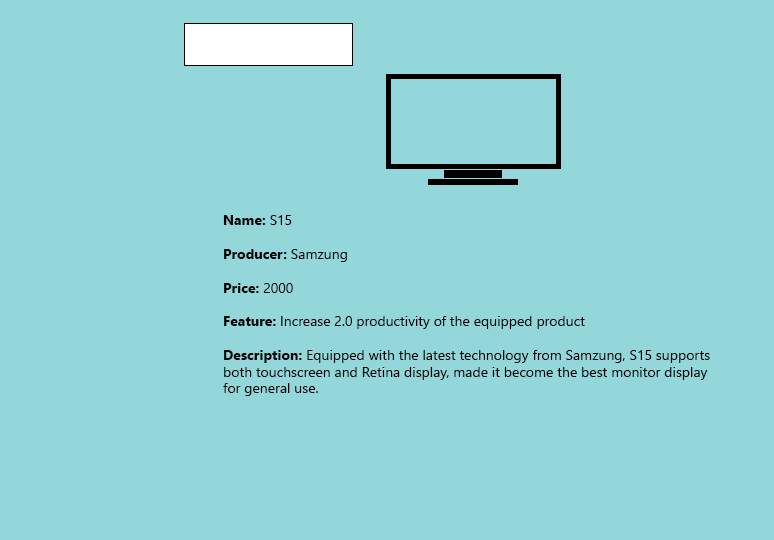 Name: S15
Producer: Samzung
Price: 2000
Feature: Increase 2.0 productivity of the equipped product
Description: Equipped with the latest technology from Samzung, S15 supports
both touchscreen and Retina display, made it become the best monitor display
for general use.